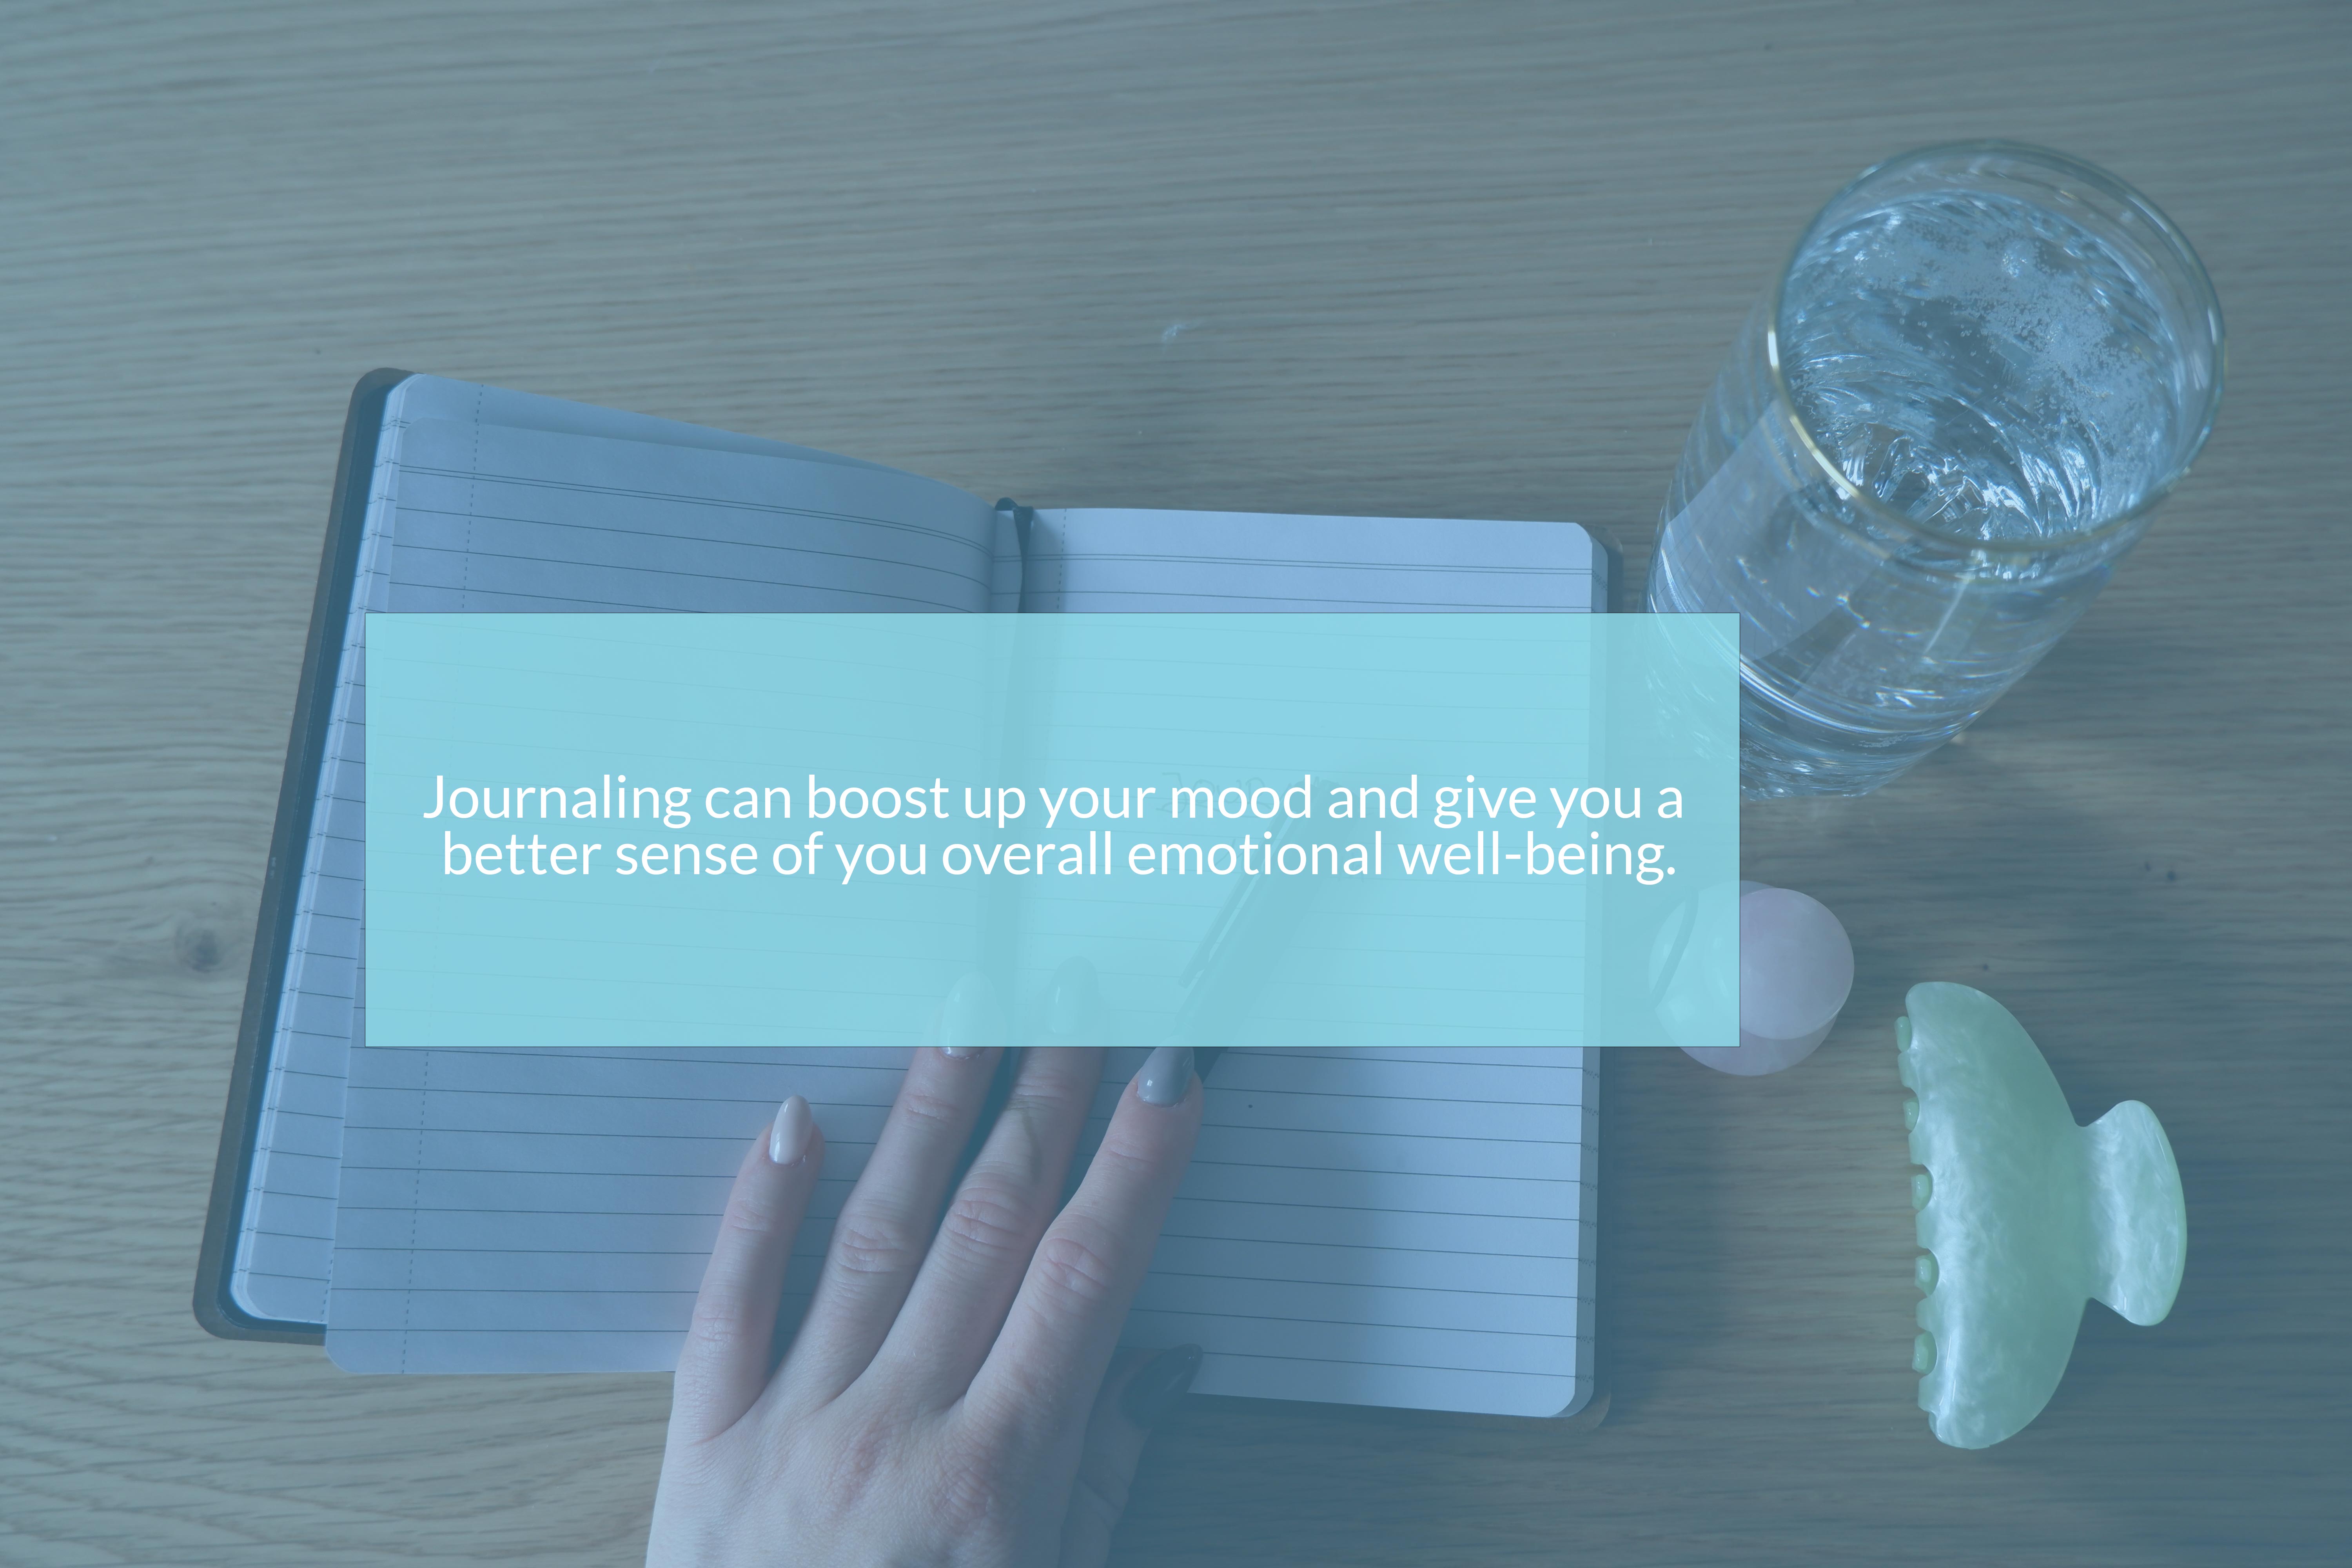 Journaling can boost up your mood and give you a
better sense of you overall emotional well-being.